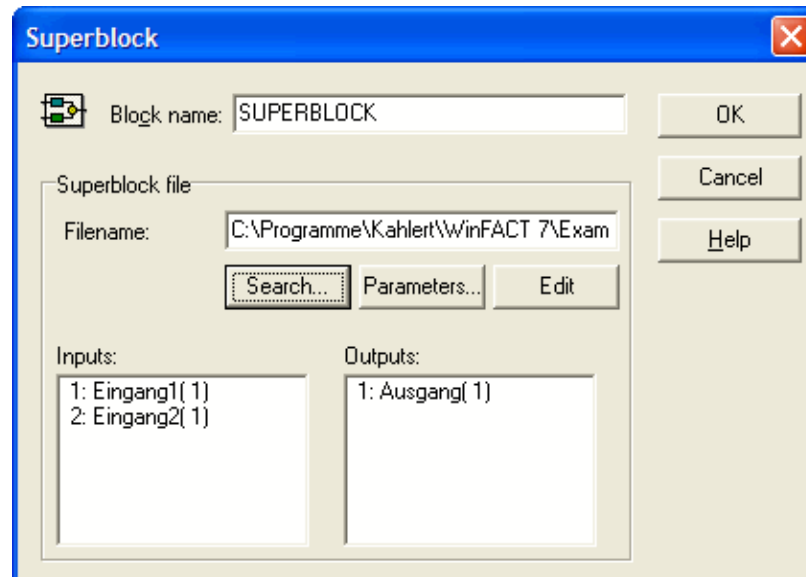 Superblock
Block name: SUPERBLOCK
OK
Cancel
Help
Superblock file
Filename: C:\Programme\Kahlert\WinFACT 7\Exam
Search... Parameters... Edit
Inputs: Outputs:
1: Eingang1( 1) 1: Ausgang( 1)
2: Eingang2( 1)